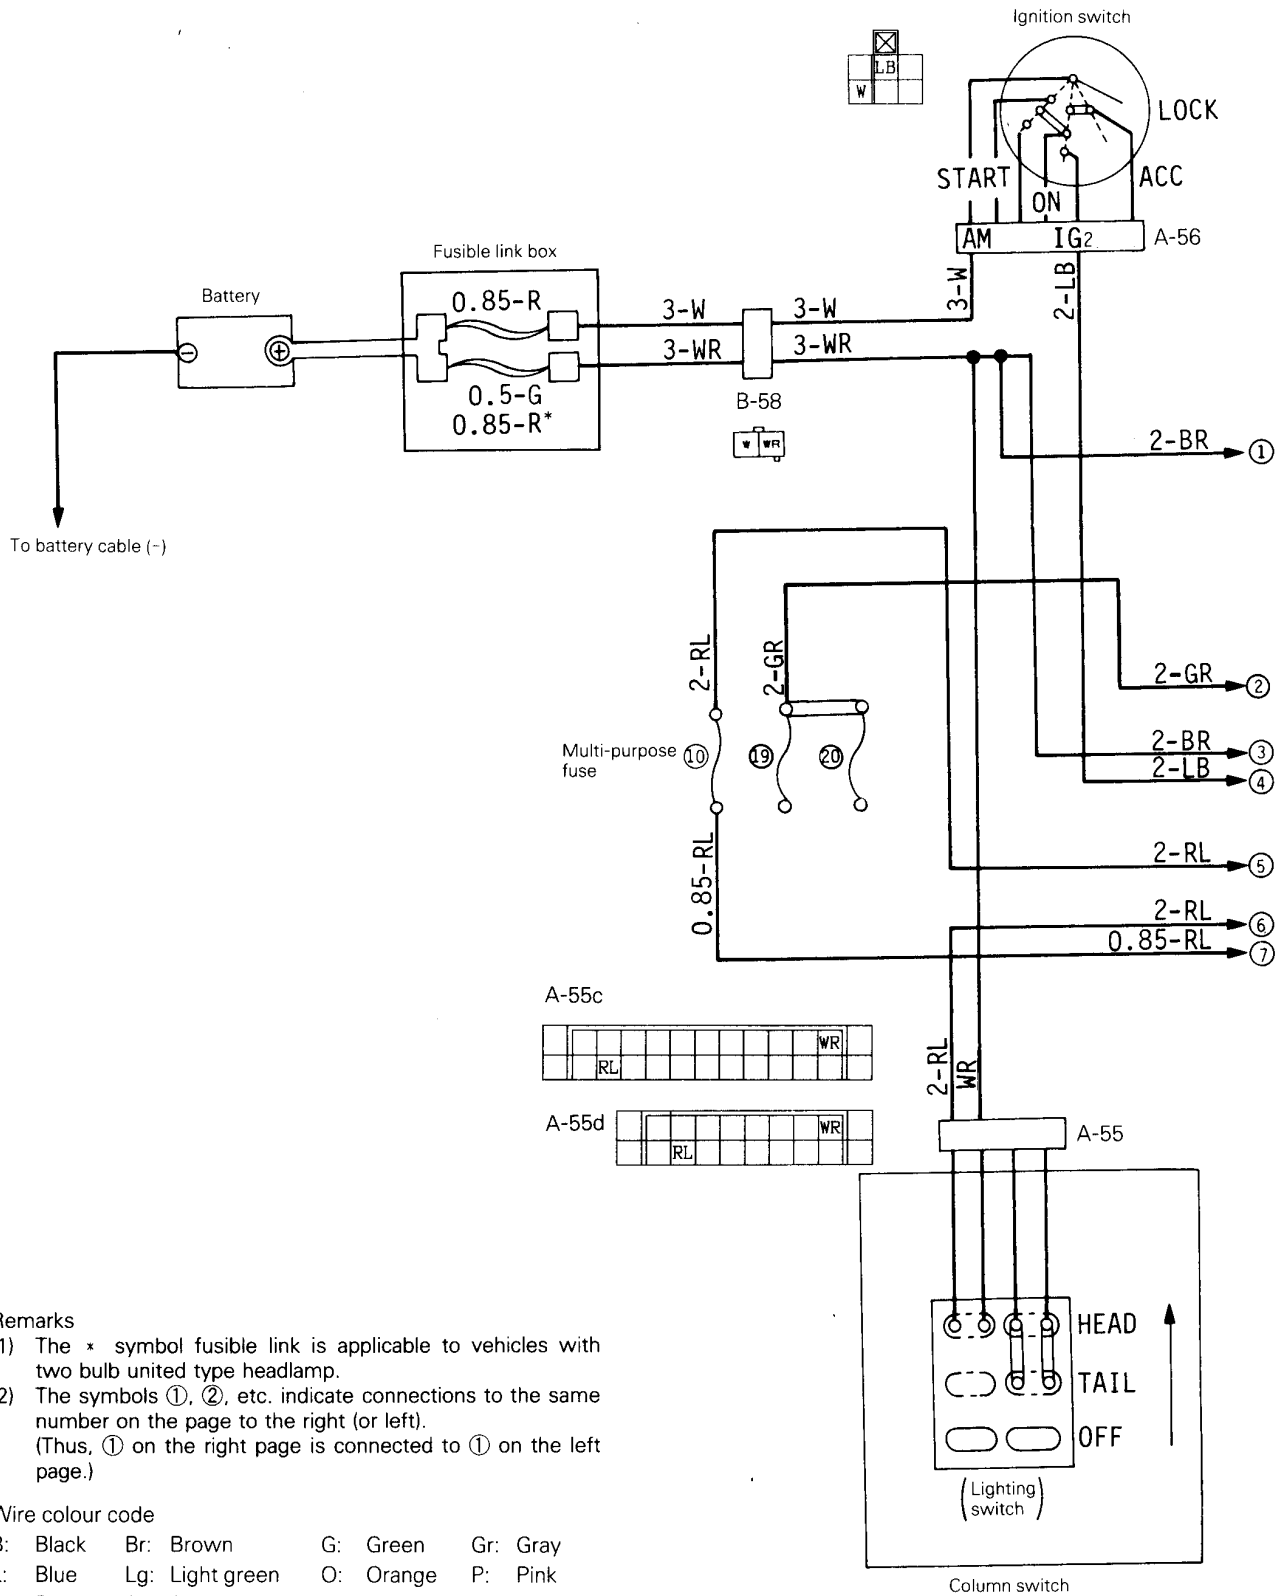 Ignition switch
LB
W
LOCK
START
ACC
ON
AM
IG2
A-56
Fusible link box
Battery
0.85-R
3-W
3-W
3-W
2-LB
3-WR
3-WR
0.5-G
0.85-R*
B-58
W WR
2-BR ①
To battery cable (-)
2-RL
2-GR
2-GR ②
Multi-purpose fuse
⑩
⑲
⑳
2-BR ③
2-LB ④
0.85-RL
2-RL ⑤
2-RL ⑥
0.85-RL ⑦
A-55c
WR
RL
2-RL
WR
A-55d
WR
RL
A-55
HEAD
TAIL
OFF
(Lighting switch)
Column switch
Remarks
1) The * symbol fusible link is applicable to vehicles with
two bulb united type headlamp.
2) The symbols ①, ②, etc. indicate connections to the same
number on the page to the right (or left).
(Thus, ① on the right page is connected to ① on the left
page.)
Wire colour code
B: Black Br: Brown G: Green Gr: Gray
L: Blue Lg: Light green O: Orange P: Pink